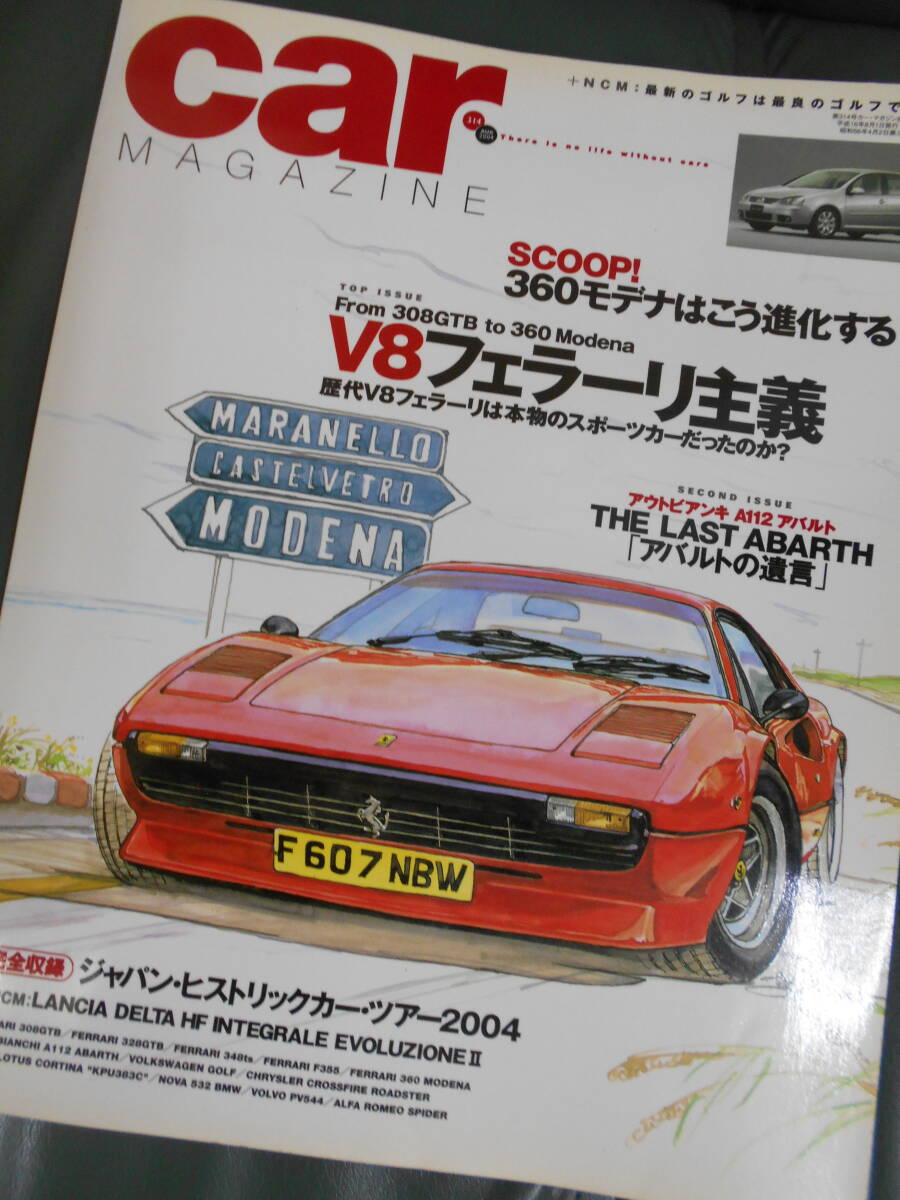 car
MAGAZINE
314
AUG
2004
There is no life without cars
+NCM:最新のゴルフは最良のゴルフで
SCOOP!
360モデナはこう進化する
TOP ISSUE
From 308GTB to 360 Modena
V8フェラーリ主義
歴代V8フェラーリは本物のスポーツカーだったのか?
MARANELLO
CASTELVETRO
MODENA
SECOND ISSUE
アウトビアンキ A112 アバルト
THE LAST ABARTH
「アバルトの遺言」
F607 NBW
完全収録 ジャパン・ヒストリックカー・ツアー2004
NCM:LANCIA DELTA HF INTEGRALE EVOLUZIONE II
ARI 308GTB/FERRARI 328GTB/FERRARI 348ts/FERRARI F355/FERRARI 360 MODENA
BIANCHI A112 ABARTH/VOLKSWAGEN GOLF/CHRYSLER CROSSFIRE ROADSTER
LOTUS CORTINA "KPU383C"/NOVA 532 BMW/VOLVO PV544/ALFA ROMEO SPIDER